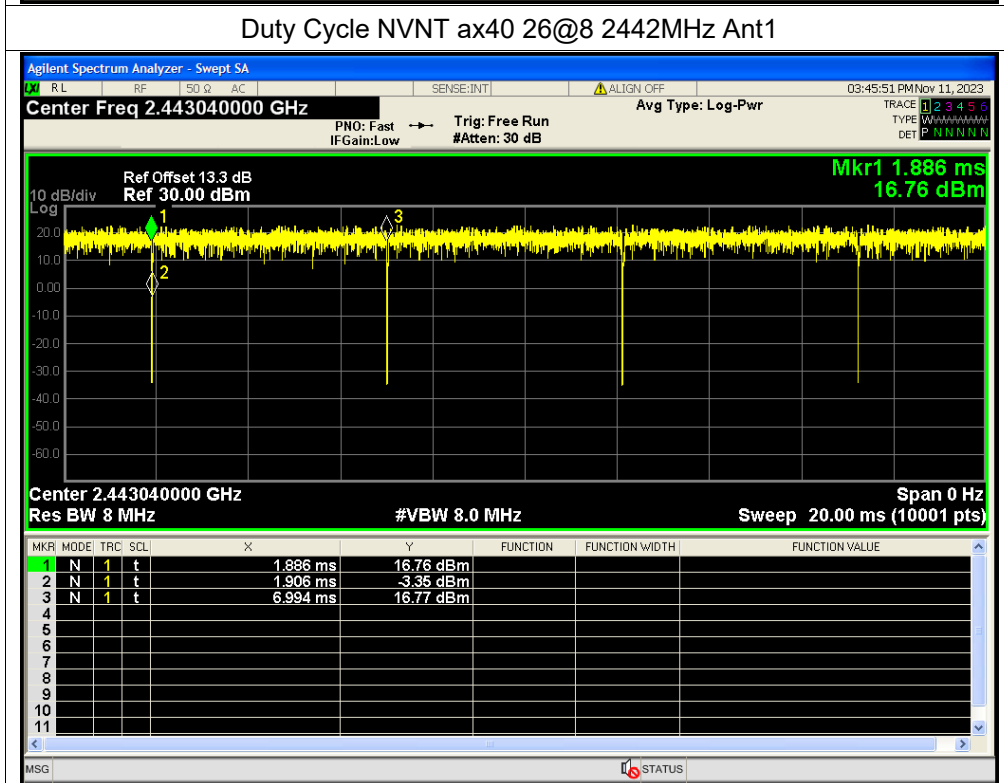 Duty Cycle NVNT ax40 26@8 2442MHz Ant1
Agilent Spectrum Analyzer - Swept SA
LXI RL RF 50 Ω AC SENSE:INT ALIGN OFF 03:45:51 PM Nov 11, 2023
Center Freq 2.443040000 GHz Avg Type: Log-Pwr TRACE 1 2 3 4 5 6
PNO: Fast Trig: Free Run TYPE WWWWWW
IFGain:Low #Atten: 30 dB DET P N N N N N
Mkr1 1.886 ms
16.76 dBm
Ref Offset 13.3 dB
10 dB/div Ref 30.00 dBm
Log
1
3
20.0
10.0
2
0.00
-10.0
-20.0
-30.0
-40.0
-50.0
-60.0
Center 2.443040000 GHz Span 0 Hz
Res BW 8 MHz #VBW 8.0 MHz Sweep 20.00 ms (10001 pts)
MKR MODE TRC SCL X Y FUNCTION FUNCTION WIDTH FUNCTION VALUE
1 N 1 t 1.886 ms 16.76 dBm
2 N 1 t 1.906 ms -3.35 dBm
3 N 1 t 6.994 ms 16.77 dBm
4
5
6
7
8
9
10
11
MSG STATUS